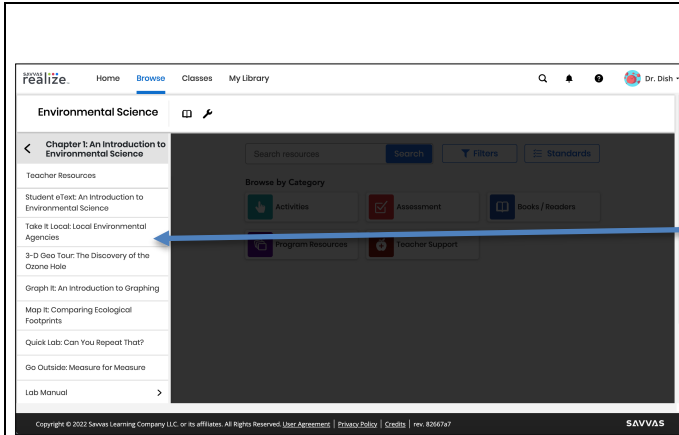 savvas
realize.
Home
Browse
Classes
My Library
Dr. Dish
Environmental Science
Chapter 1: An Introduction to
Environmental Science
Teacher Resources
Student eText: An Introduction to
Environmental Science
Take It Local: Local Environmental
Agencies
3-D Geo Tour: The Discovery of the
Ozone Hole
Graph It: An Introduction to Graphing
Map It: Comparing Ecological
Footprints
Quick Lab: Can You Repeat That?
Go Outside: Measure for Measure
Lab Manual
Search resources
Search
Filters
Standards
Browse by Category
Activities
Assessment
Books / Readers
Program Resources
Teacher Support
Copyright © 2022 Savvas Learning Company LLC. or its affiliates. All Rights Reserved. User Agreement | Privacy Policy | Credits | rev. 82667a7
SAVVAS